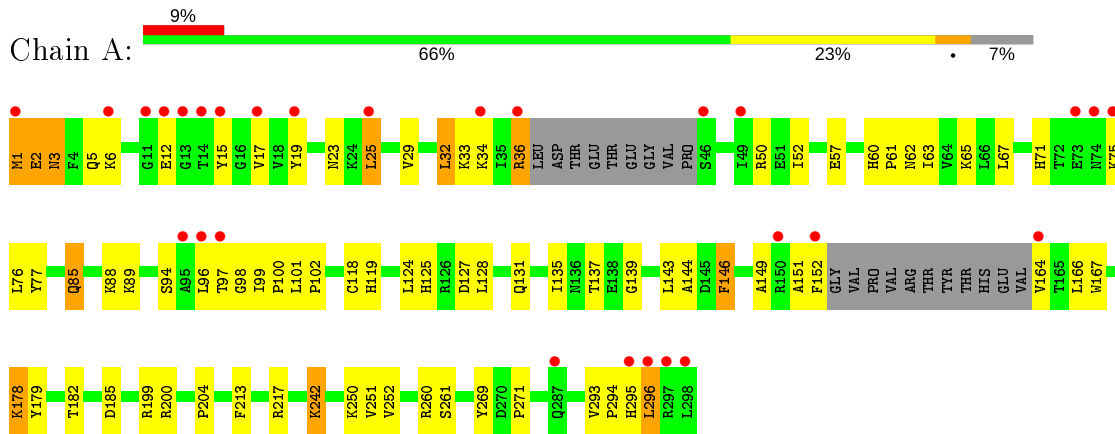 9%
Chain A:
66% 23% • 7%
M1 E2 N3 F4 Q5 K6 G11 E12 G13 T14 Y15 G16 V17 V18 Y19 N23 K24 L25 V29 L32 K33 K34 I35 R36 LEU ASP THR GLU THR GLU GLY VAL PRO S46 I49 R50 E51 I52 E57 H60 P61 N62 I63 V64 K65 L66 L67 H71 T72 E73 N74 K75
L76 Y77 Q85 K88 K89 S94 A95 L96 T97 G98 I99 P100 L101 P102 C118 H119 L124 H125 R126 D127 L128 Q131 I135 N136 T137 E138 G139 L143 A144 D145 F146 A149 R150 A151 F152 GLY VAL PRO VAL ARG THR TYR THR HIS GLU VAL V164 T165 L166 W167
K178 Y179 T182 D185 R199 R200 P204 F213 R217 K242 K250 V251 V252 R260 S261 Y269 D270 P271 Q287 V293 P294 H295 L296 R297 L298